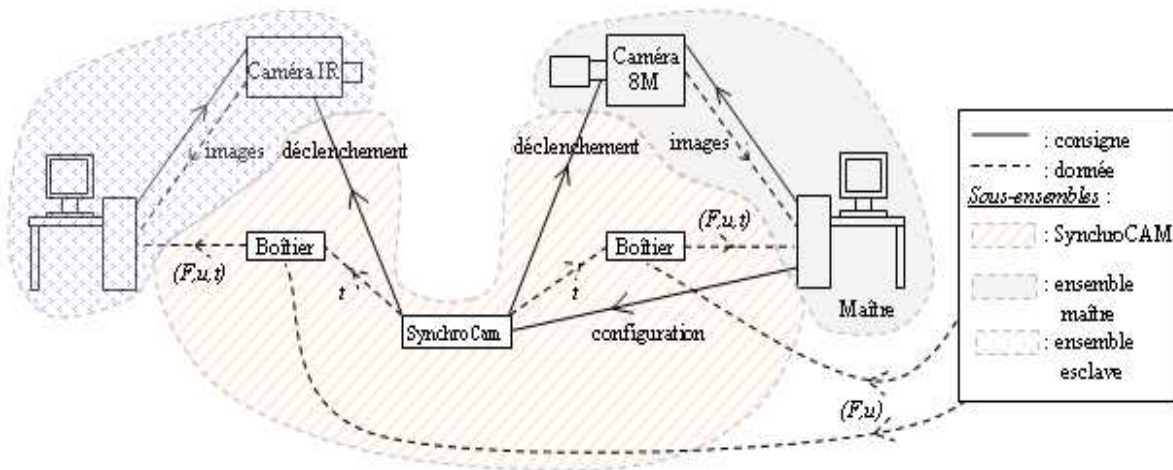 Caméra IR
Caméra
8M
images
déclenchement
déclenchement
images
Boîtier
(F,u,t)
t
Boîtier
(F,u,t)
t
SynchroCam
configuration
Maître
(F,u)
: consigne
: donnée
Sous-ensembles :
: SynchroCAM
: ensemble
maître
: ensemble
esclave